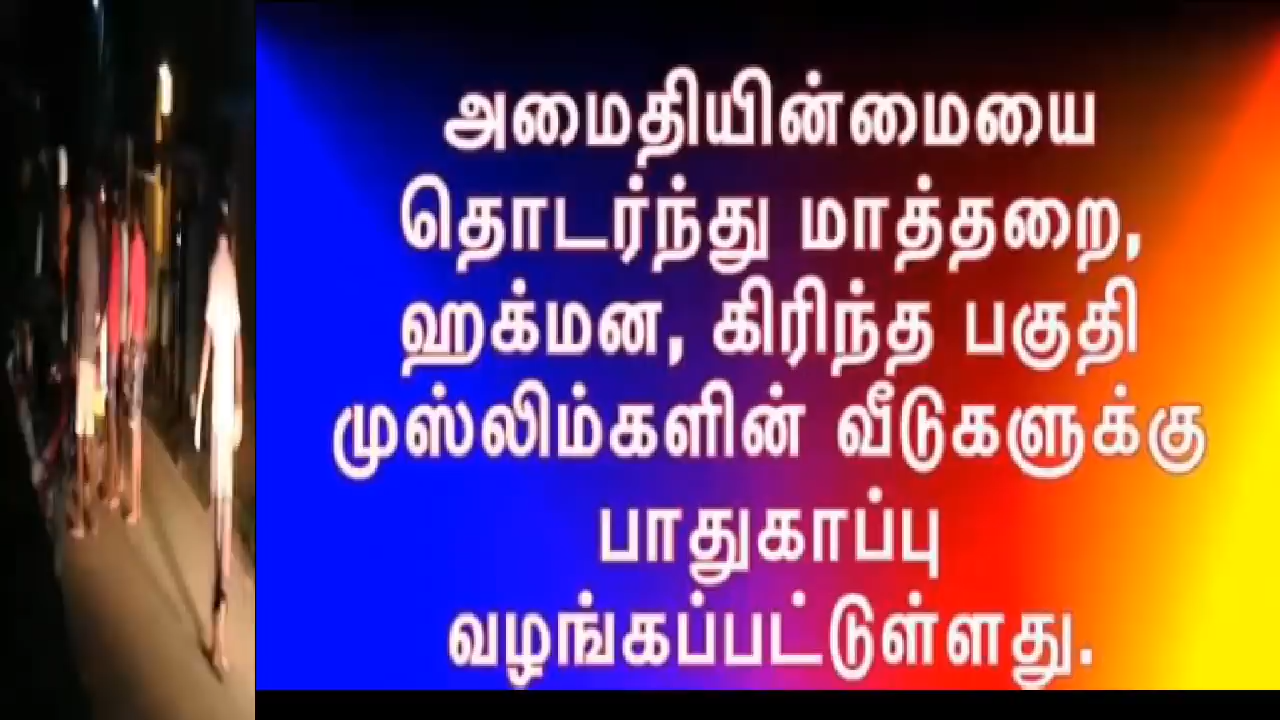 அமைதியின்மையை
தொடர்ந்து மாத்தறை,
ஹக்மன, கிரிந்த பகுதி
முஸ்லிம்களின் வீடுகளுக்கு
பாதுகாப்பு
வழங்கப்பட்டுள்ளது.